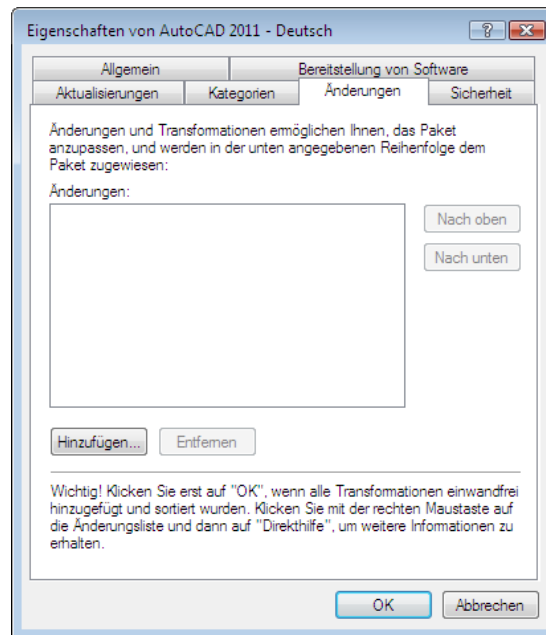 Eigenschaften von AutoCAD 2011 - Deutsch
Allgemein
Bereitstellung von Software
Aktualisierungen
Kategorien
Änderungen
Sicherheit
Änderungen und Transformationen ermöglichen Ihnen, das Paket
anzupassen, und werden in der unten angegebenen Reihenfolge dem
Paket zugewiesen:
Änderungen:
Nach oben
Nach unten
Hinzufügen...
Entfernen
Wichtig! Klicken Sie erst auf "OK", wenn alle Transformationen einwandfrei
hinzugefügt und sortiert wurden. Klicken Sie mit der rechten Maustaste auf
die Änderungsliste und dann auf "Direkthilfe", um weitere Informationen zu
erhalten.
OK
Abbrechen